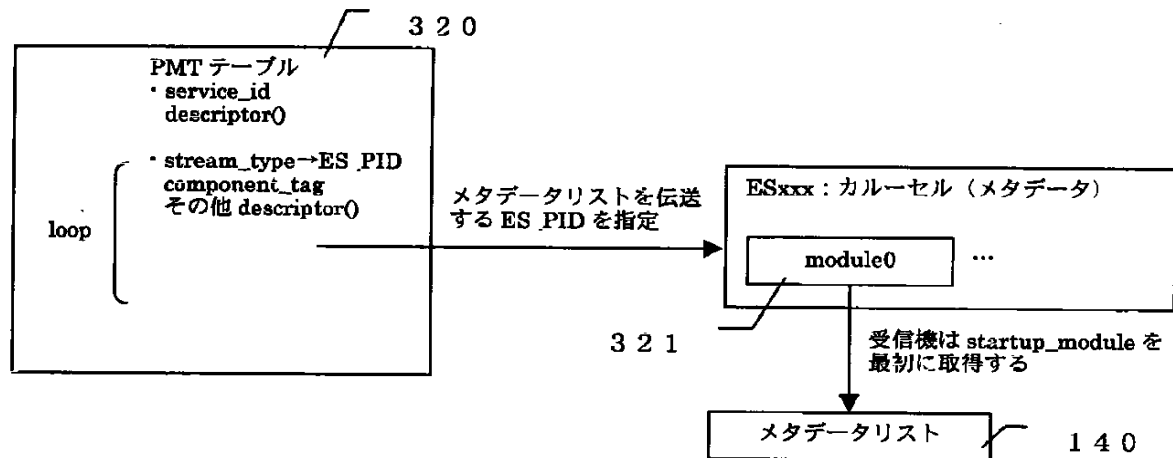 ３２０
PMT テーブル
・service_id
descriptor()
・stream_type→ES_PID
component_tag
その他 descriptor()
loop
メタデータリストを伝送
する ES_PID を指定
ESxxx：カルーセル（メタデータ）
module0
…
３２１
受信機は startup_module を
最初に取得する
メタデータリスト
１４０